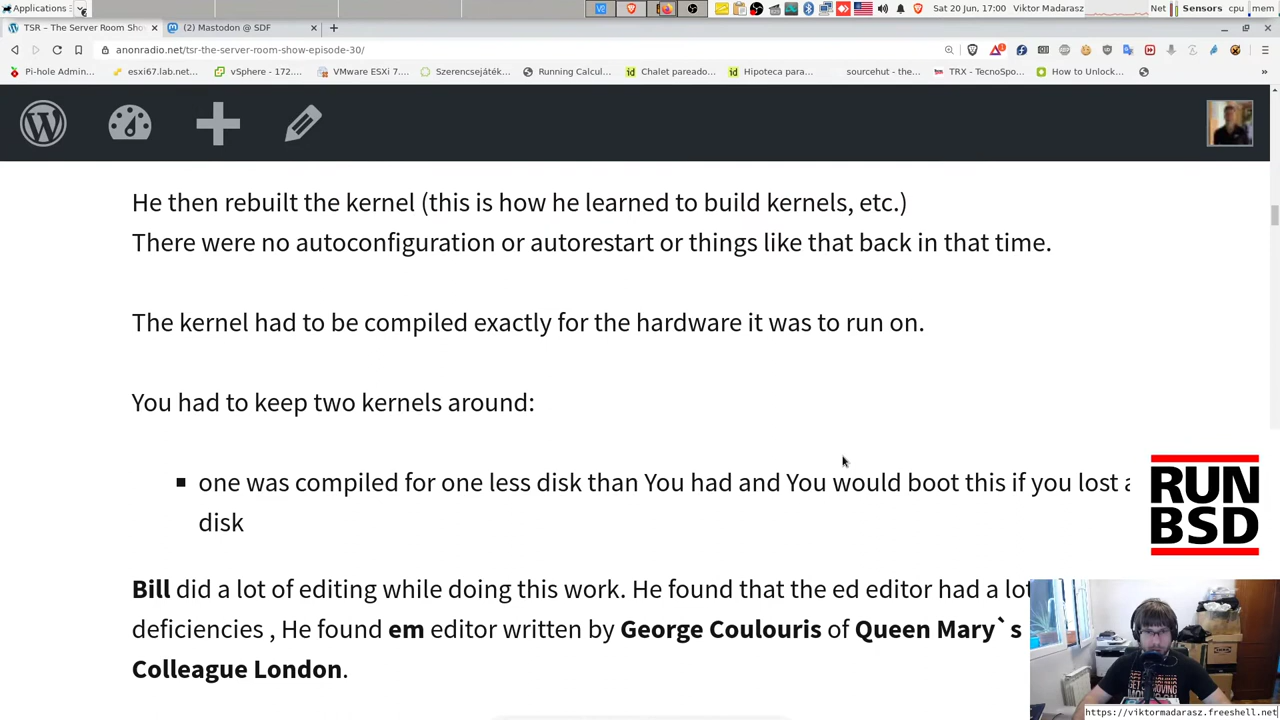 Applications
Sat 20 Jun, 17:00 Viktor Madarasz
Net Sensors cpu mem
TSR – The Server Room Sho
(2) Mastodon @ SDF
anonradio.net/tsr-the-server-room-show-episode-30/
Pi-hole Admin...
esxi67.lab.net...
vSphere - 172....
VMware ESXi 7....
Szerencsejáték...
Running Calcul...
Chalet pareado...
Hipoteca para...
sourcehut - the...
TRX - TecnoSpo...
How to Unlock...
He then rebuilt the kernel (this is how he learned to build kernels, etc.)
There were no autoconfiguration or autorestart or things like that back in that time.
The kernel had to be compiled exactly for the hardware it was to run on.
You had to keep two kernels around:
one was compiled for one less disk than You had and You would boot this if you lost a
disk
Bill did a lot of editing while doing this work. He found that the ed editor had a lot
deficiencies , He found em editor written by George Coulouris of Queen Mary`s
Colleague London.
RUN
BSD
https://viktormadarasz.freeshell.net